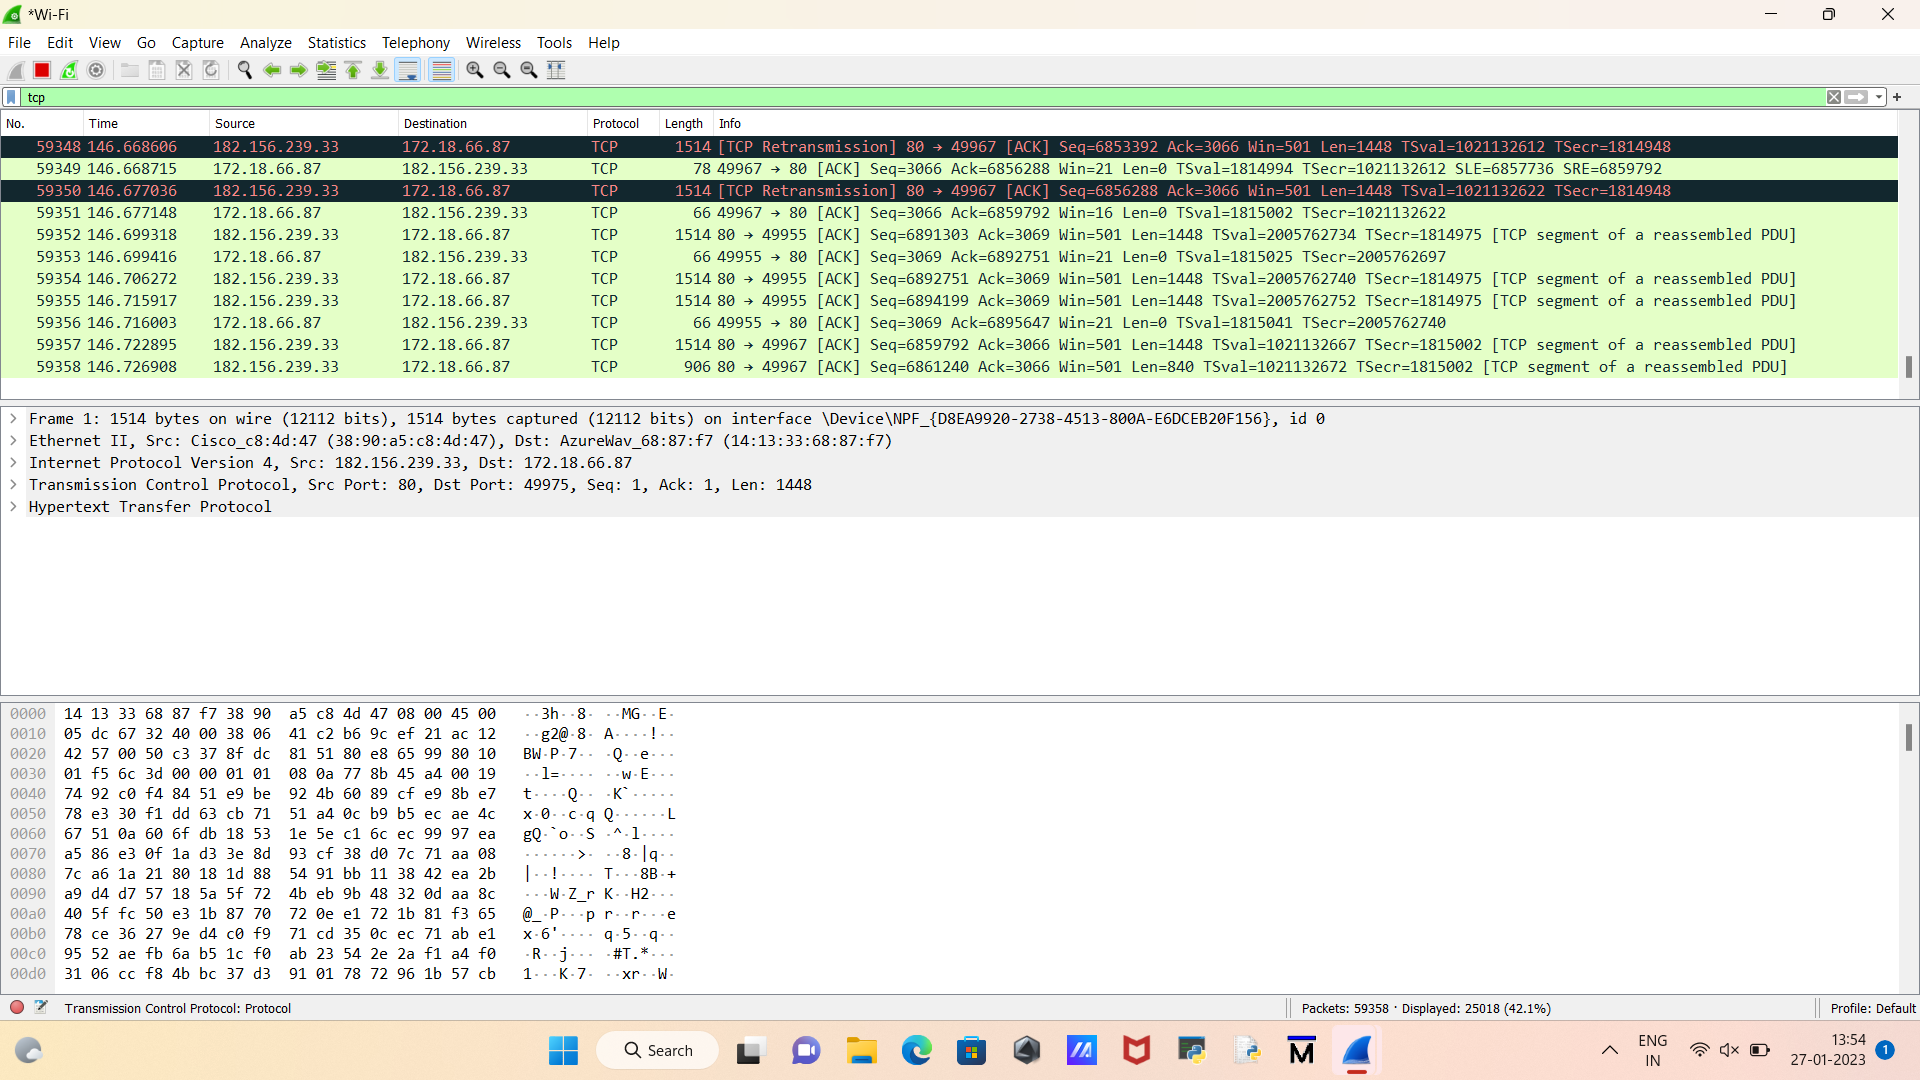 *Wi-Fi
File Edit View Go Capture Analyze Statistics Telephony Wireless Tools Help
tcp
No. Time Source Destination Protocol Length Info
59348 146.668606 182.156.239.33 172.18.66.87 TCP 1514 [TCP Retransmission] 80 → 49967 [ACK] Seq=6853392 Ack=3066 Win=501 Len=1448 TSval=1021132612 TSecr=1814948
59349 146.668715 172.18.66.87 182.156.239.33 TCP 78 49967 → 80 [ACK] Seq=3066 Ack=6856288 Win=21 Len=0 TSval=1814994 TSecr=1021132612 SLE=6857736 SRE=6859792
59350 146.677036 182.156.239.33 172.18.66.87 TCP 1514 [TCP Retransmission] 80 → 49967 [ACK] Seq=6856288 Ack=3066 Win=501 Len=1448 TSval=1021132622 TSecr=1814948
59351 146.677148 172.18.66.87 182.156.239.33 TCP 66 49967 → 80 [ACK] Seq=3066 Ack=6859792 Win=16 Len=0 TSval=1815002 TSecr=1021132622
59352 146.699318 182.156.239.33 172.18.66.87 TCP 1514 80 → 49955 [ACK] Seq=6891303 Ack=3069 Win=501 Len=1448 TSval=2005762734 TSecr=1814975 [TCP segment of a reassembled PDU]
59353 146.699416 172.18.66.87 182.156.239.33 TCP 66 49955 → 80 [ACK] Seq=3069 Ack=6892751 Win=21 Len=0 TSval=1815025 TSecr=2005762697
59354 146.706272 182.156.239.33 172.18.66.87 TCP 1514 80 → 49955 [ACK] Seq=6892751 Ack=3069 Win=501 Len=1448 TSval=2005762740 TSecr=1814975 [TCP segment of a reassembled PDU]
59355 146.715917 182.156.239.33 172.18.66.87 TCP 1514 80 → 49955 [ACK] Seq=6894199 Ack=3069 Win=501 Len=1448 TSval=2005762752 TSecr=1814975 [TCP segment of a reassembled PDU]
59356 146.716003 172.18.66.87 182.156.239.33 TCP 66 49955 → 80 [ACK] Seq=3069 Ack=6895647 Win=21 Len=0 TSval=1815041 TSecr=2005762740
59357 146.722895 182.156.239.33 172.18.66.87 TCP 1514 80 → 49967 [ACK] Seq=6859792 Ack=3066 Win=501 Len=1448 TSval=1021132667 TSecr=1815002 [TCP segment of a reassembled PDU]
59358 146.726908 182.156.239.33 172.18.66.87 TCP 906 80 → 49967 [ACK] Seq=6861240 Ack=3066 Win=501 Len=840 TSval=1021132672 TSecr=1815002 [TCP segment of a reassembled PDU]
Frame 1: 1514 bytes on wire (12112 bits), 1514 bytes captured (12112 bits) on interface \Device\NPF_{D8EA9920-2738-4513-800A-E6DCEB20F156}, id 0
Ethernet II, Src: Cisco_c8:4d:47 (38:90:a5:c8:4d:47), Dst: AzureWav_68:87:f7 (14:13:33:68:87:f7)
Internet Protocol Version 4, Src: 182.156.239.33, Dst: 172.18.66.87
Transmission Control Protocol, Src Port: 80, Dst Port: 49975, Seq: 1, Ack: 1, Len: 1448
Hypertext Transfer Protocol
0000 14 13 33 68 87 f7 38 90 a5 c8 4d 47 08 00 45 00 ··3h··8· ··MG··E·
0010 05 dc 67 32 40 00 38 06 41 c2 b6 9c ef 21 ac 12 ··g2@·8· A····!··
0020 42 57 00 50 c3 37 8f dc 81 51 80 e8 65 99 80 10 BW·P·7·· ·Q··e···
0030 01 f5 6c 3d 00 00 01 01 08 0a 77 8b 45 a4 00 19 ··l=···· ··w·E···
0040 74 92 c0 f4 84 51 e9 be 92 4b 60 89 cf e9 8b e7 t····Q·· ·K`·····
0050 78 e3 30 f1 dd 63 cb 71 51 a4 0c b9 b5 ec ae 4c x·0··c·q Q······L
0060 67 51 0a 60 6f db 18 53 1e 5e c1 6c ec 99 97 ea gQ·`o··S ·^·l····
0070 a5 86 e3 0f 1a d3 3e 8d 93 cf 38 d0 7c 71 aa 08 ······>· ··8·|q··
0080 7c a6 1a 21 80 18 1d 88 54 91 bb 11 38 42 ea 2b |··!···· T···8B·+
0090 a9 d4 d7 57 18 5a 5f 72 4b eb 9b 48 32 0d aa 8c ···W·Z_r K··H2···
00a0 40 5f fc 50 e3 1b 87 70 72 0e e1 72 1b 81 f3 65 @_·P···p r··r···e
00b0 78 ce 36 27 9e d4 c0 f9 71 cd 35 0c ec 71 ab e1 x·6'···· q·5··q··
00c0 95 52 ae fb 6a b5 1c f0 ab 23 54 2e 2a f1 a4 f0 ·R··j··· ·#T.*···
00d0 31 06 cc f8 4b bc 37 d3 91 01 78 72 96 1b 57 cb 1···K·7· ··xr··W·
Transmission Control Protocol: Protocol Packets: 59358 · Displayed: 25018 (42.1%) Profile: Default
Search
ENG
IN
13:54
27-01-2023
1